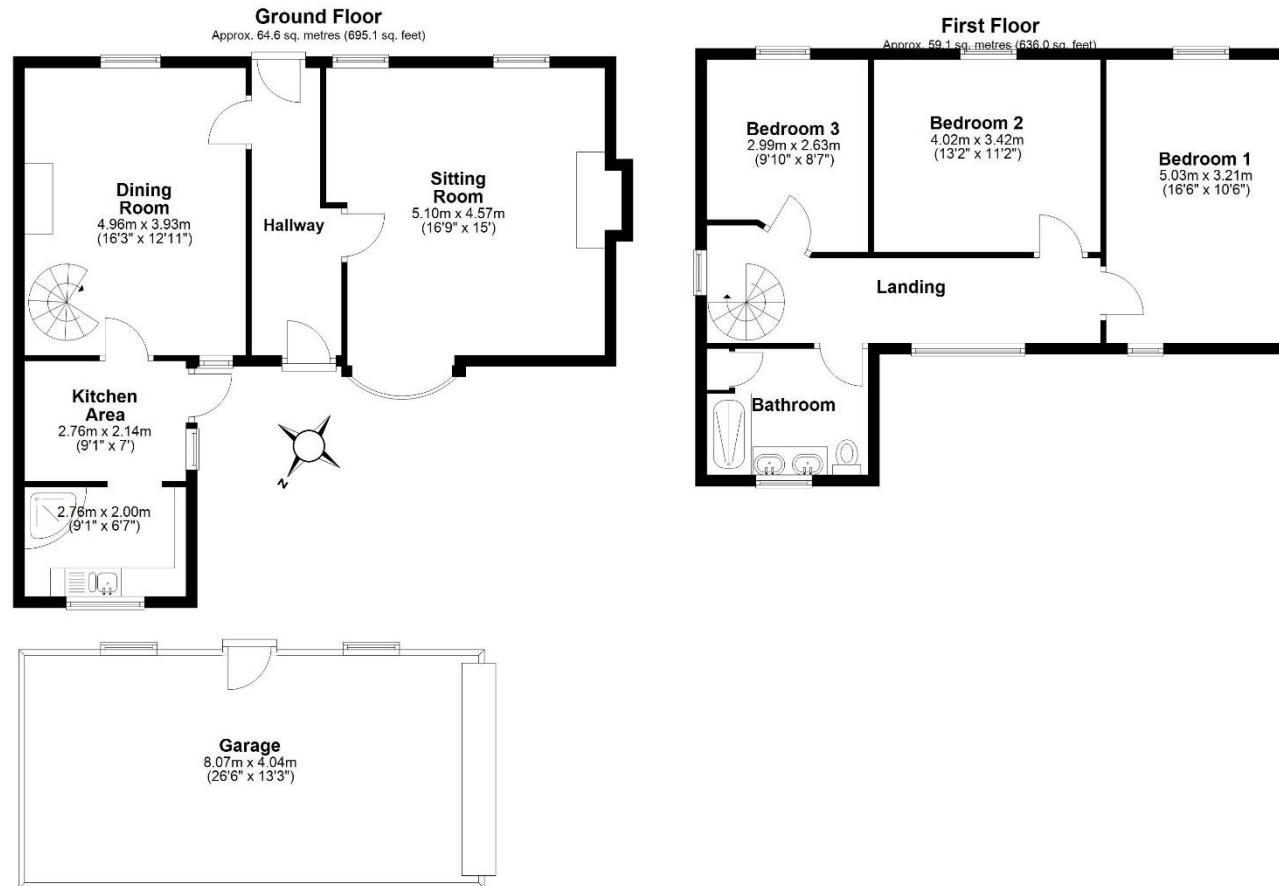 Ground Floor
Approx. 64.6 sq. metres (695.1 sq. feet)
Dining
Room
4.96m x 3.93m
(16'3" x 12'11")
Hallway
Sitting
Room
5.10m x 4.57m
(16'9" x 15')
Kitchen
Area
2.76m x 2.14m
(9'1" x 7')
2.76m x 2.00m
(9'1" x 6'7")
N
Garage
8.07m x 4.04m
(26'6" x 13'3")
First Floor
Approx. 59.1 sq. metres (636.0 sq. feet)
Bedroom 3
2.99m x 2.63m
(9'10" x 8'7")
Bedroom 2
4.02m x 3.42m
(13'2" x 11'2")
Bedroom 1
5.03m x 3.21m
(16'6" x 10'6")
Landing
Bathroom